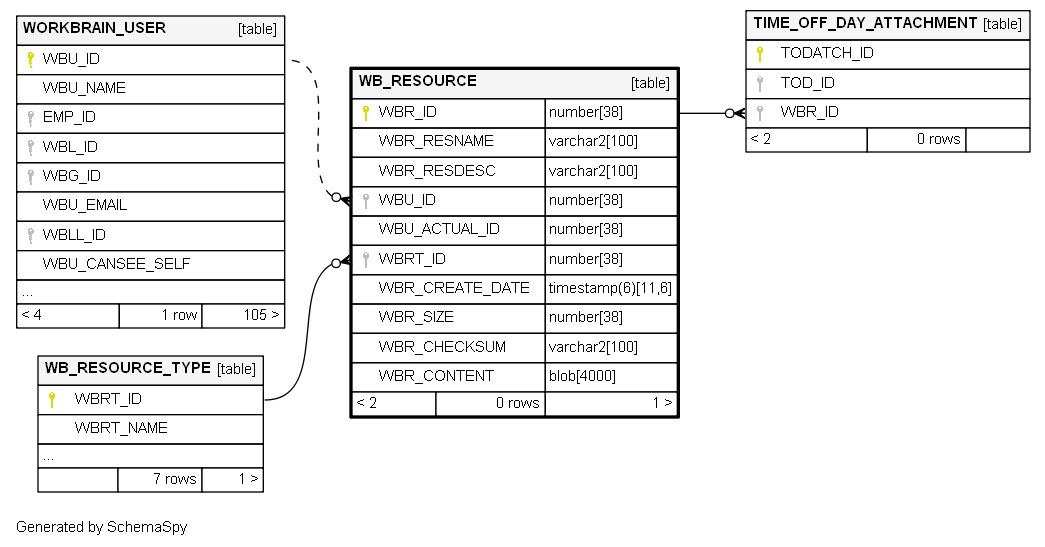 WORKBRAIN_USER [table]
WBU_ID
WBU_NAME
EMP_ID
WBL_ID
WBG_ID
WBU_EMAIL
WBLL_ID
WBU_CANSEE_SELF
...
< 4 1 row 105 >
WB_RESOURCE_TYPE [table]
WBRT_ID
WBRT_NAME
...
7 rows 1 >
WB_RESOURCE [table]
WBR_ID number[38]
WBR_RESNAME varchar2[100]
WBR_RESDESC varchar2[100]
WBU_ID number[38]
WBU_ACTUAL_ID number[38]
WBRT_ID number[38]
WBR_CREATE_DATE timestamp(6)[11,6]
WBR_SIZE number[38]
WBR_CHECKSUM varchar2[100]
WBR_CONTENT blob[4000]
< 2 0 rows 1 >
TIME_OFF_DAY_ATTACHMENT [table]
TODATCH_ID
TOD_ID
WBR_ID
< 2 0 rows
Generated by SchemaSpy